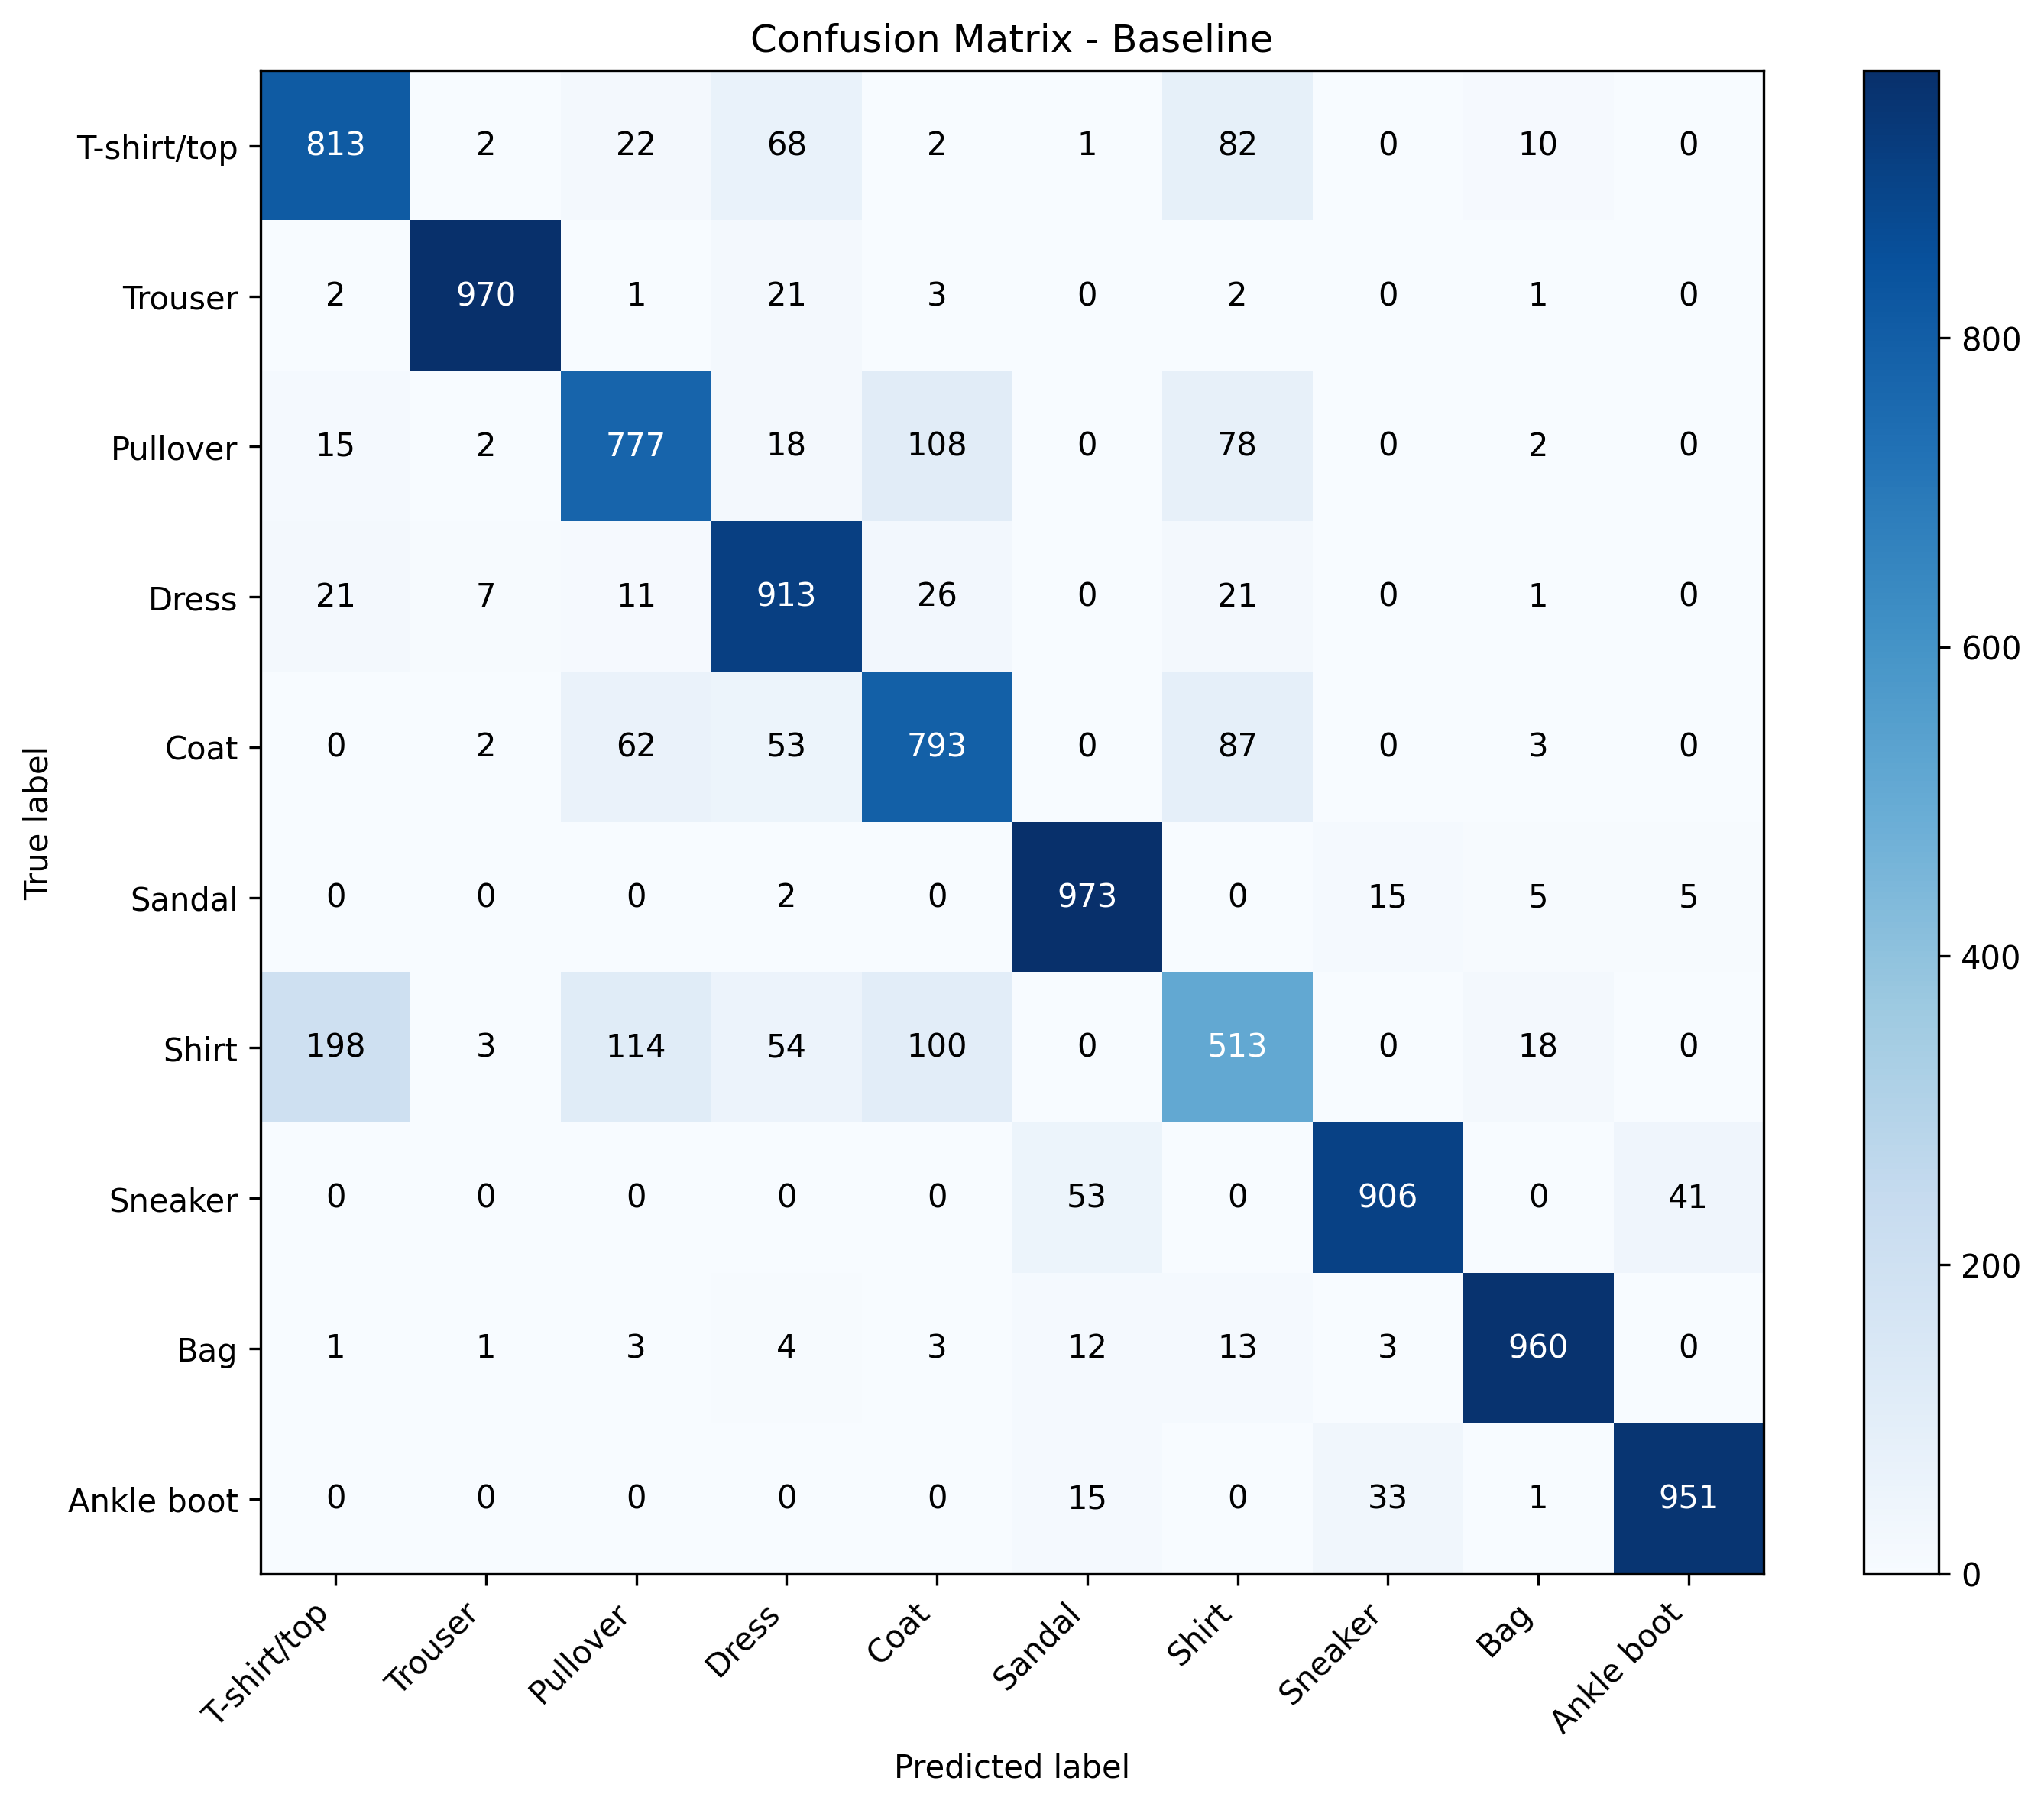 Confusion Matrix - Baseline
T-shirt/top 813 2 22 68 2 1 82 0 10 0
Trouser 2 970 1 21 3 0 2 0 1 0
Pullover 15 2 777 18 108 0 78 0 2 0
Dress 21 7 11 913 26 0 21 0 1 0
Coat 0 2 62 53 793 0 87 0 3 0
Sandal 0 0 0 2 0 973 0 15 5 5
Shirt 198 3 114 54 100 0 513 0 18 0
Sneaker 0 0 0 0 0 53 0 906 0 41
Bag 1 1 3 4 3 12 13 3 960 0
Ankle boot 0 0 0 0 0 15 0 33 1 951
T-shirt/top Trouser Pullover Dress Coat Sandal Shirt Sneaker Bag Ankle boot
Predicted label
True label
800
600
400
200
0